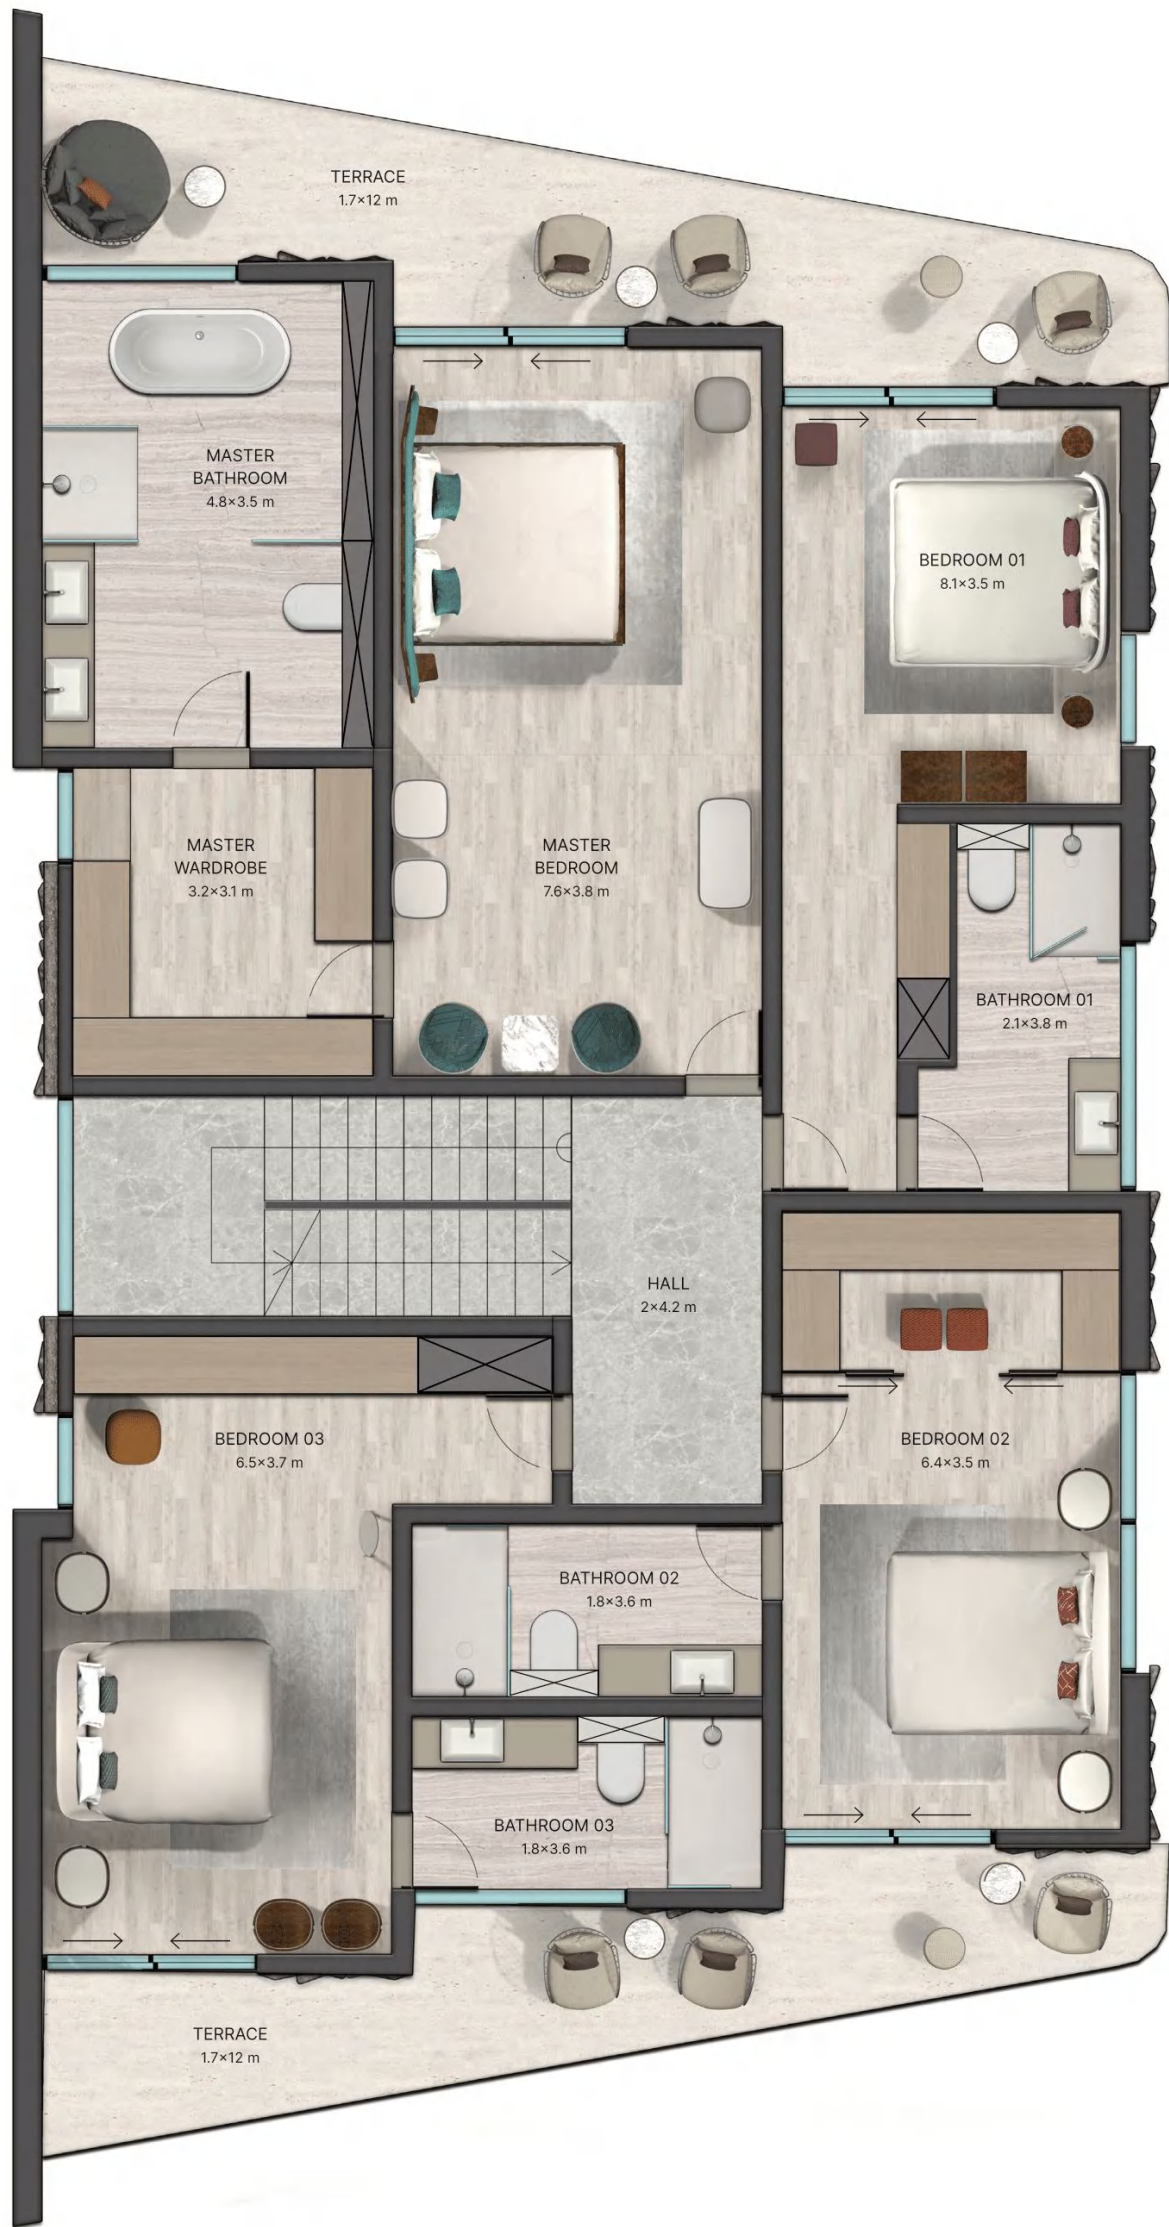 TERRACE
1.7×12 m
MASTER
BATHROOM
4.8×3.5 m
BEDROOM 01
8.1×3.5 m
MASTER
WARDROBE
3.2×3.1 m
MASTER
BEDROOM
7.6×3.8 m
BATHROOM 01
2.1×3.8 m
HALL
2×4.2 m
BEDROOM 03
6.5×3.7 m
BEDROOM 02
6.4×3.5 m
BATHROOM 02
1.8×3.6 m
BATHROOM 03
1.8×3.6 m
TERRACE
1.7×12 m